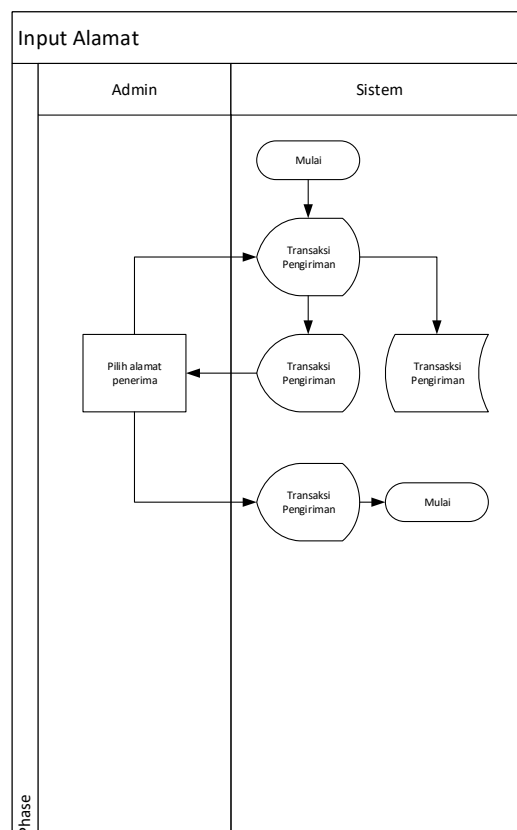 Input Alamat
Admin
Sistem
Mulai
Transaksi
Pengiriman
Pilih alamat
penerima
Transaksi
Pengiriman
Transasksi
Pengiriman
Transaksi
Pengiriman
Mulai
Phase